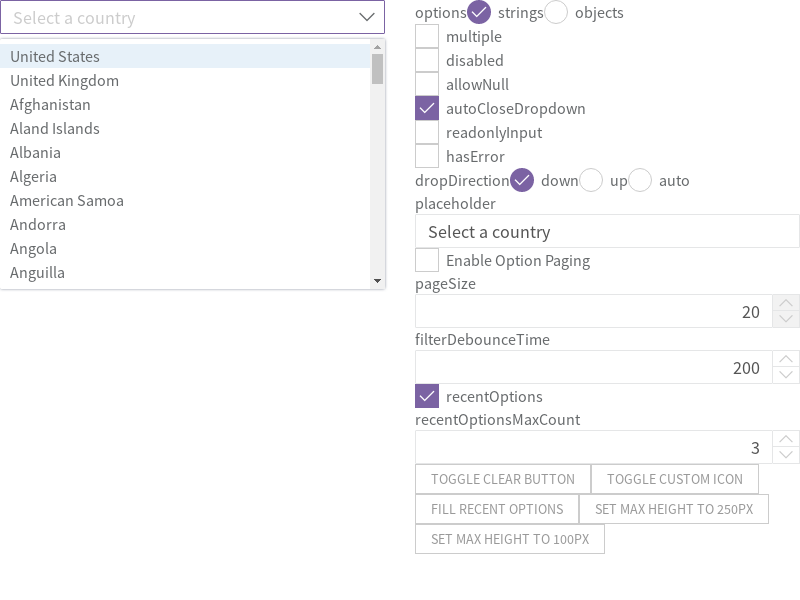 Select a country
United States
United Kingdom
Afghanistan
Aland Islands
Albania
Algeria
American Samoa
Andorra
Angola
Anguilla
options strings objects
multiple
disabled
allowNull
autoCloseDropdown
readonlyInput
hasError
dropDirection down up auto
placeholder
Select a country
Enable Option Paging
pageSize
20
filterDebounceTime
200
recentOptions
recentOptionsMaxCount
3
TOGGLE CLEAR BUTTON TOGGLE CUSTOM ICON
FILL RECENT OPTIONS SET MAX HEIGHT TO 250PX
SET MAX HEIGHT TO 100PX